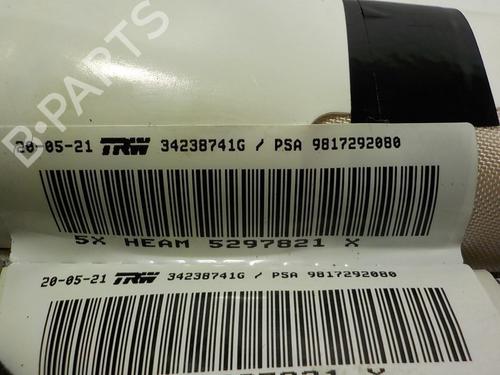 B-PARTS
20-05-21 TRW 34238741G / PSA 9817292080
5X HEAM 5297821 X
20-05-21 TRW 34238741G / PSA 9817292080